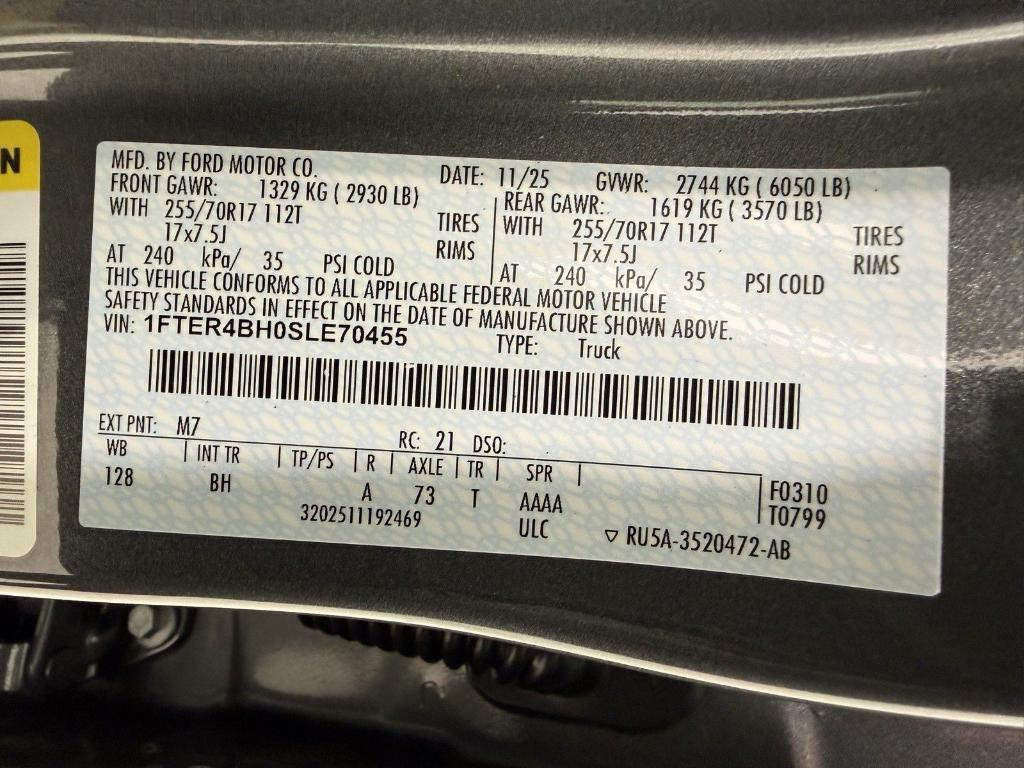 N
MFD. BY FORD MOTOR CO. DATE: 11/25 GVWR: 2744 KG ( 6050 LB)
FRONT GAWR: 1329 KG ( 2930 LB) REAR GAWR: 1619 KG ( 3570 LB)
WITH 255/70R17 112T TIRES WITH 255/70R17 112T TIRES
17x7.5J RIMS 17x7.5J RIMS
AT 240 kPa/ 35 PSI COLD AT 240 kPa/ 35 PSI COLD
THIS VEHICLE CONFORMS TO ALL APPLICABLE FEDERAL MOTOR VEHICLE
SAFETY STANDARDS IN EFFECT ON THE DATE OF MANUFACTURE SHOWN ABOVE.
VIN: 1FTER4BH0SLE70455 TYPE: Truck
EXT PNT: M7 RC: 21 DSO:
WB INT TR TP/PS R AXLE TR SPR
128 BH A 73 T AAAA F0310
3202511192469 ULC T0799
RU5A-3520472-AB